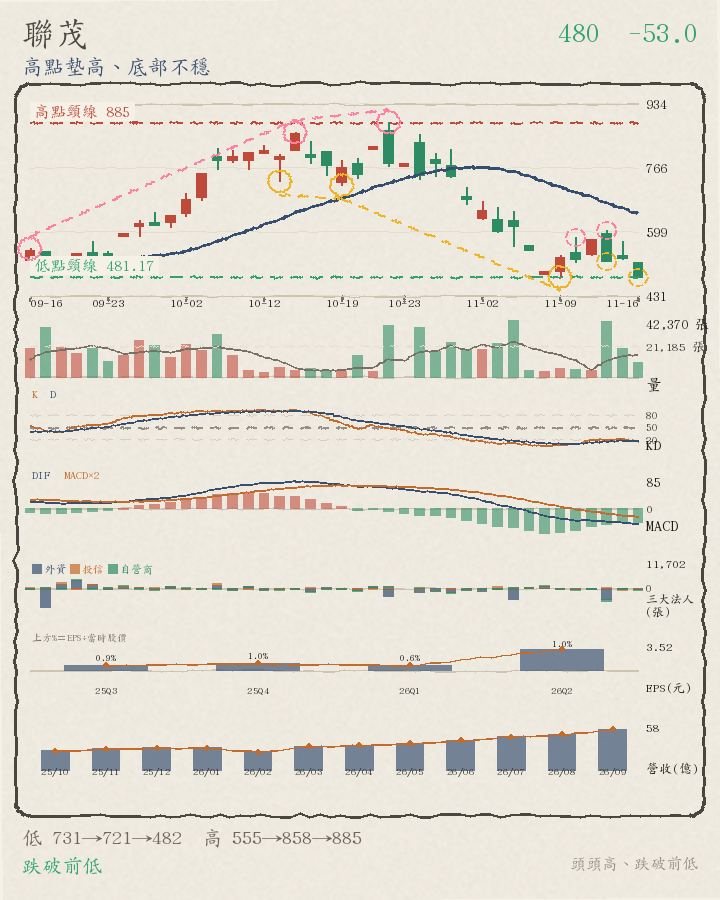 聯茂
480 -53.0
高點墊高、底部不穩
高點頸線 885
934
766
599
低點頸線 481.17
431
09-16 09-23 10-02 10-12 10-19 10-23 11-02 11-09 11-16
42,370 張
21,185 張
量
K D
80
50
20
KD
DIF MACD×2
85
0
MACD
外資 投信 自營商
11,702
0
三大法人
(張)
上方%=EPS÷當時股價
0.9% 1.0% 0.6% 1.0%
3.52
25Q3 25Q4 26Q1 26Q2
EPS(元)
58
25/10 25/11 25/12 26/01 26/02 26/03 26/04 26/05 26/06 26/07 26/08 26/09
營收(億)
低 731→721→482 高 555→858→885
跌破前低
頭頭高、跌破前低